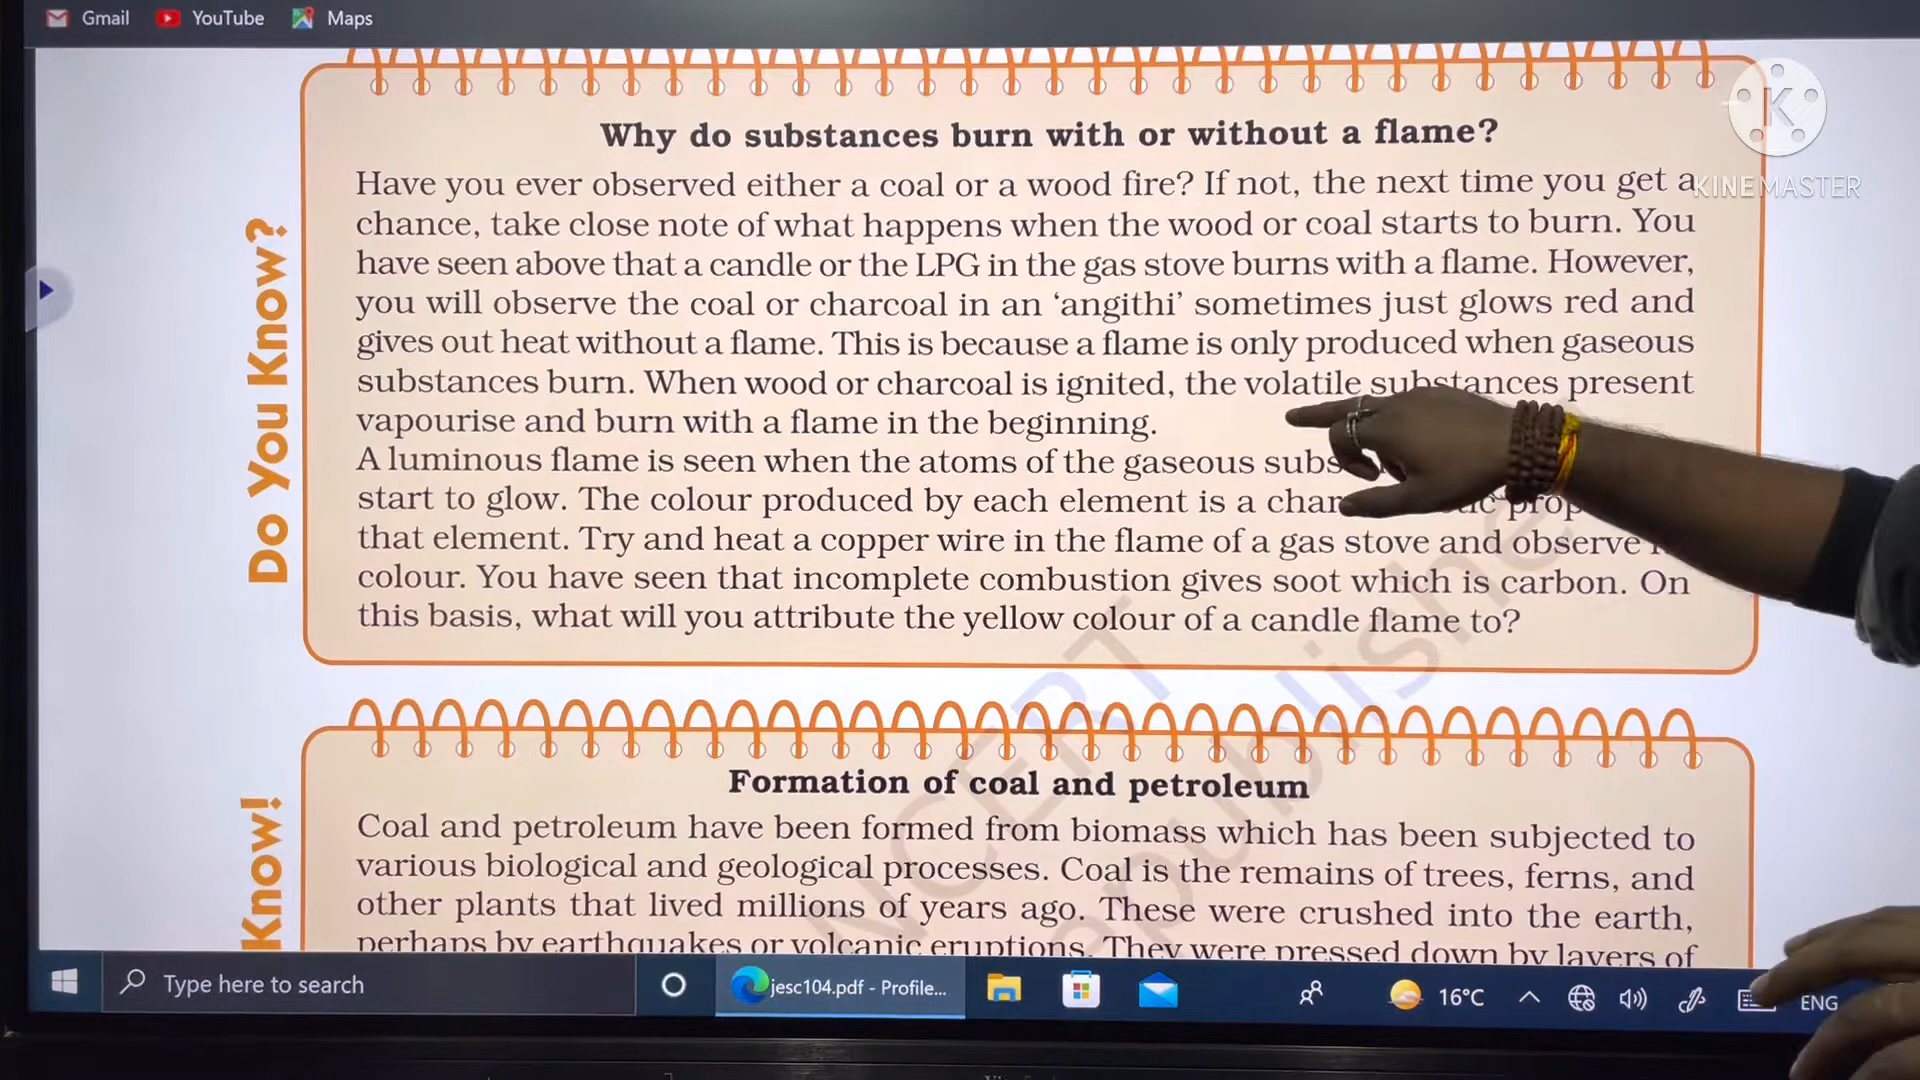 Gmail YouTube Maps
KINEMASTER
Do You Know?
Why do substances burn with or without a flame?
Have you ever observed either a coal or a wood fire? If not, the next time you get a
chance, take close note of what happens when the wood or coal starts to burn. You
have seen above that a candle or the LPG in the gas stove burns with a flame. However,
you will observe the coal or charcoal in an ‘angithi’ sometimes just glows red and
gives out heat without a flame. This is because a flame is only produced when gaseous
substances burn. When wood or charcoal is ignited, the volatile substances present
vapourise and burn with a flame in the beginning.
A luminous flame is seen when the atoms of the gaseous
start to glow. The colour produced by each element is a
that element. Try and heat a copper wire in the flame of a gas stove and observe
colour. You have seen that incomplete combustion gives soot which is carbon. On
this basis, what will you attribute the yellow colour of a candle flame to?
Know!
Formation of coal and petroleum
Coal and petroleum have been formed from biomass which has been subjected to
various biological and geological processes. Coal is the remains of trees, ferns, and
other plants that lived millions of years ago. These were crushed into the earth,
perhaps by earthquakes or volcanic eruptions. They were pressed down by layers of
NCERT
Type here to search
jesc104.pdf - Profile...
16°C
ENG